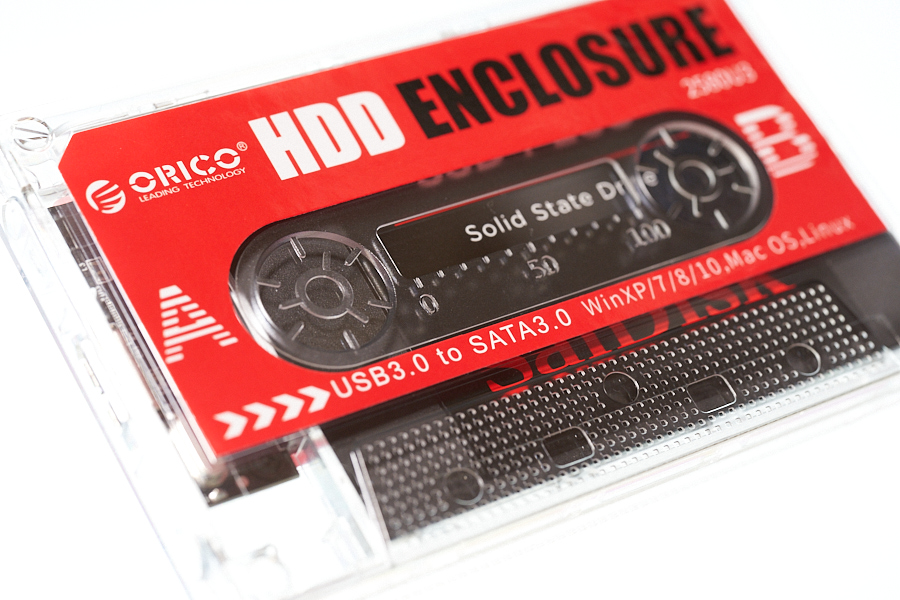 HDD ENCLOSURE
2580U3
ORICO®
LEADING TECHNOLOGY
Solid State Drive
0 50 100
A
WinXP/7/8/10,Mac OS,Linux
USB3.0 to SATA3.0
SanDisk